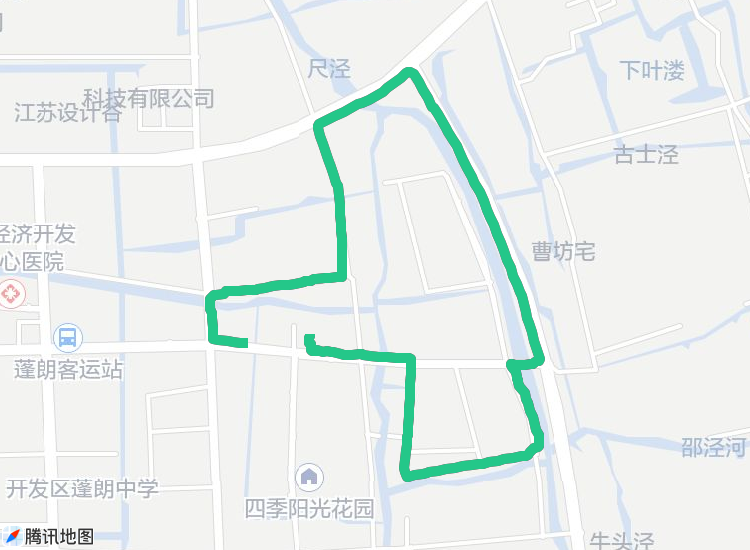 尺泾
下叶溇
科技有限公司
江苏设计谷
古士泾
经济开发
心医院
曹坊宅
蓬朗客运站
邵泾河
开发区蓬朗中学
四季阳光花园
腾讯地图
牛头泾